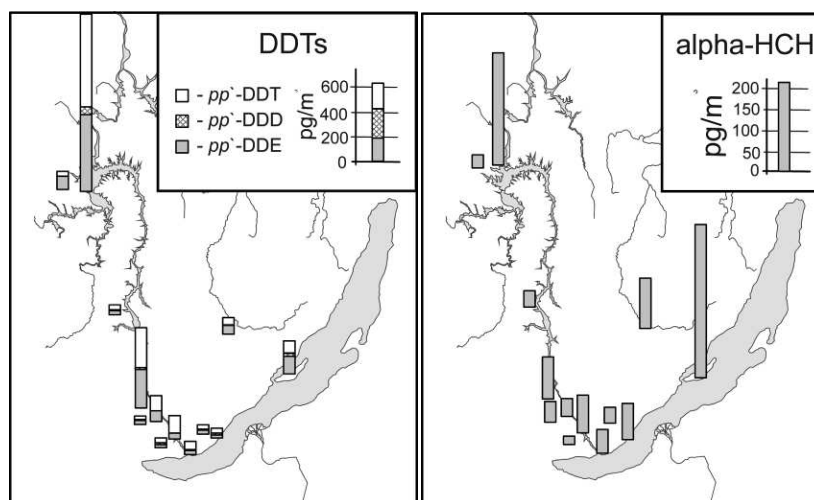 DDTs
- pp`-DDT
- pp`-DDD
- pp`-DDE
pg/m
600
400
200
0
alpha-HCH
pg/m
200
150
100
50
0